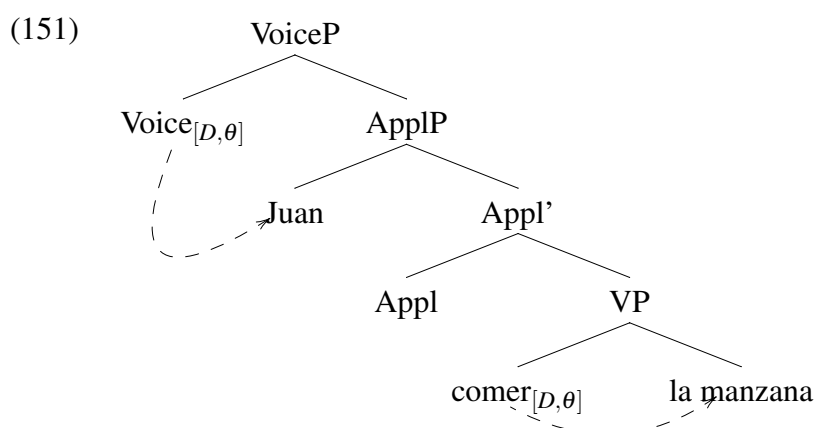 (151)
VoiceP
Voice[D,θ] ApplP
Juan Appl’
Appl VP
comer[D,θ] la manzana